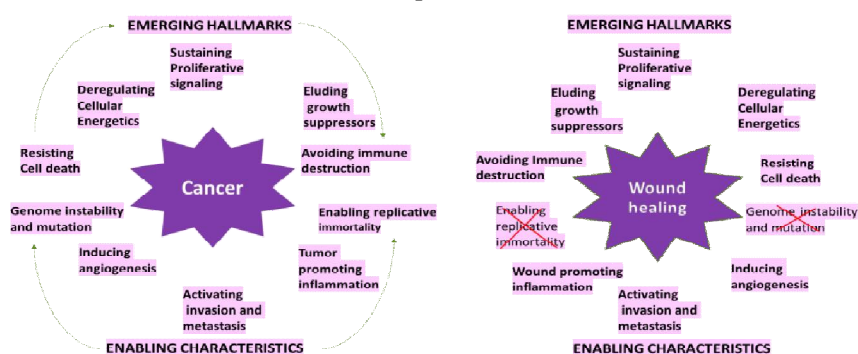 EMERGING HALLMARKS
Sustaining
Proliferative
signaling
Deregulating
Cellular
Energetics
Eluding
growth
suppressors
Resisting
Cell death
Avoiding immune
destruction
Cancer
Genome instability
and mutation
Enabling replicative
immortality
Inducing
angiogenesis
Tumor
promoting
inflammation
Activating
invasion and
metastasis
ENABLING CHARACTERISTICS
EMERGING HALLMARKS
Sustaining
Proliferative
signaling
Eluding
growth
suppressors
Deregulating
Cellular
Energetics
Avoiding Immune
destruction
Resisting
Cell death
Wound
healing
Enabling
replicative
immortality
Genome instability
and mutation
Wound promoting
inflammation
Inducing
angiogenesis
Activating
invasion and
metastasis
ENABLING CHARACTERISTICS